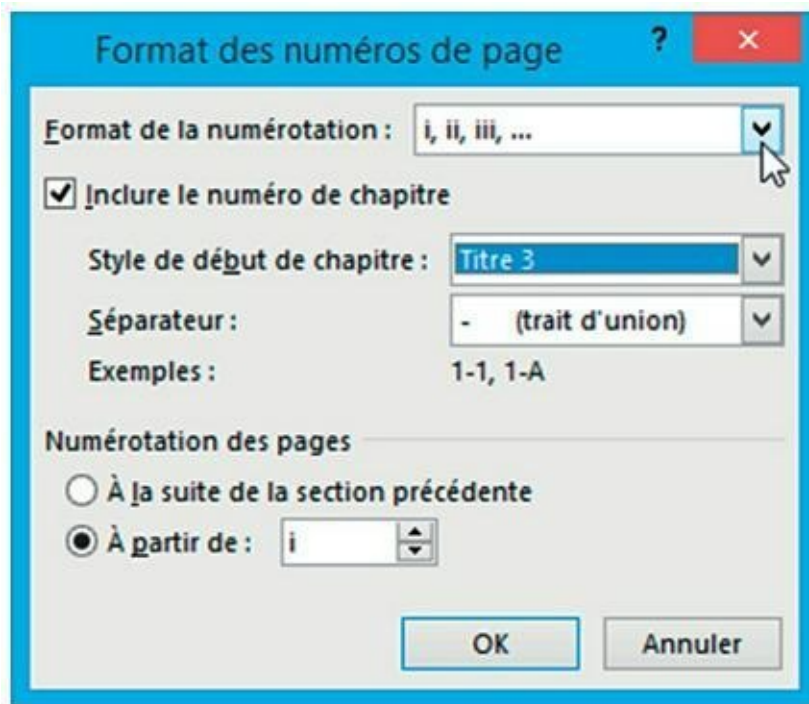 Format des numéros de page ?
Format de la numérotation : i, ii, iii, ...
Inclure le numéro de chapitre
Style de début de chapitre : Titre 3
Séparateur : - (trait d'union)
Exemples : 1-1, 1-A
Numérotation des pages
À la suite de la section précédente
À partir de : i
OK Annuler